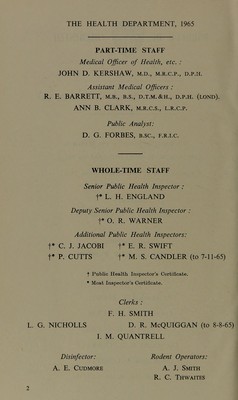 THE HEALTH DEPARTMENT, 1965
PART-TIME STAFF
Medical Officer of Health, etc. :
JOHN D. KERSHAW, M.D., M.R.C.P., D.P.H.
Assistant Medical Officers :
R. E. BARRETT, M.B., B.S., D.T.M.&H., D.P.H. (LOND).
ANN B. CLARK, M.R.C.S., L.R.C.P.
Public Analyst:
D. G. FORBES, B.SC., F.R.I.C.
WHOLE-TIME STAFF
Senior Public Health Inspector :
†* L. H. ENGLAND
Deputy Senior Public Health Inspector :
†* O. R. WARNER
Additional Public Health Inspectors:
†* C. J. JACOBI †* E. R. SWIFT
†* P. CUTTS †* M. S. CANDLER (to 7-11-65)
† Public Health Inspector's Certificate.
* Meat Inspector's Certificate.
Clerks :
F. H. SMITH
L. G. NICHOLLS D. R. McQUIGGAN (to 8-8-65)
I. M. QUANTRELL
Disinfector: Rodent Operators:
A. E. CUDMORE A. J. SMITH
R. C. THWAITES
2